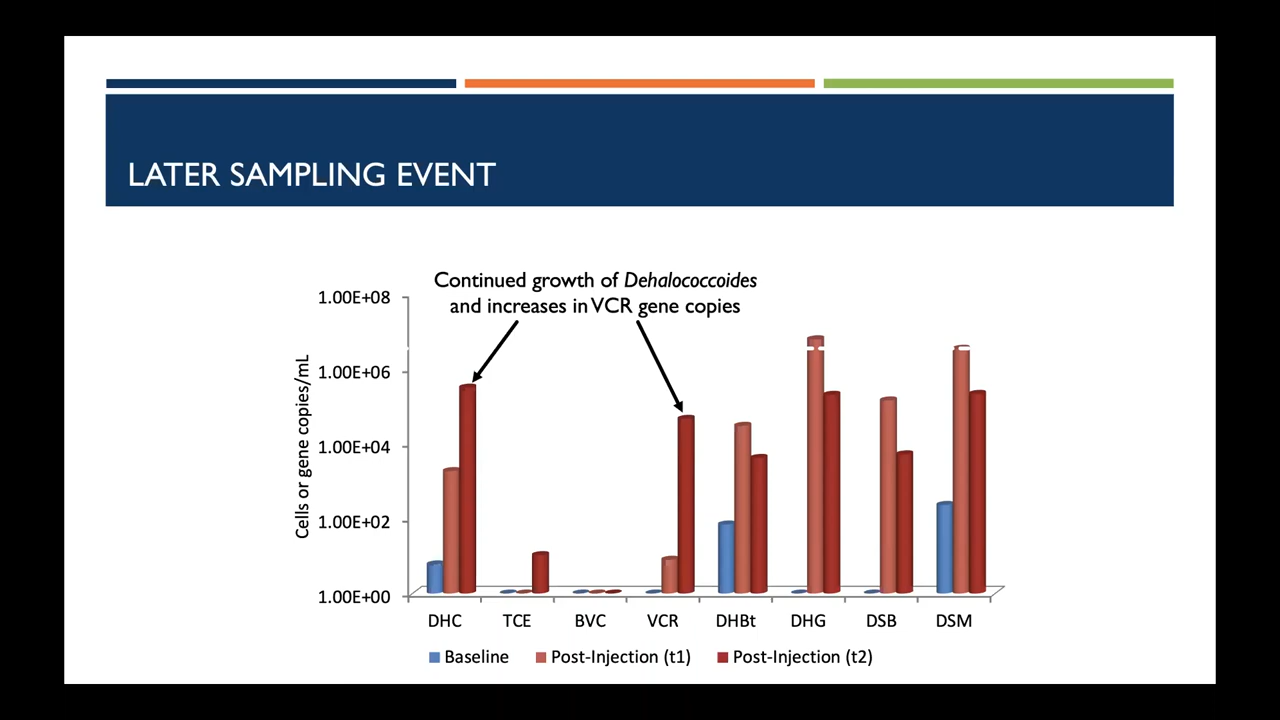 LATER SAMPLING EVENT
Continued growth of Dehalococcoides
and increases in VCR gene copies
Cells or gene copies/mL
1.00E+08
1.00E+06
1.00E+04
1.00E+02
1.00E+00
DHC TCE BVC VCR DHBt DHG DSB DSM
Baseline Post-Injection (t1) Post-Injection (t2)